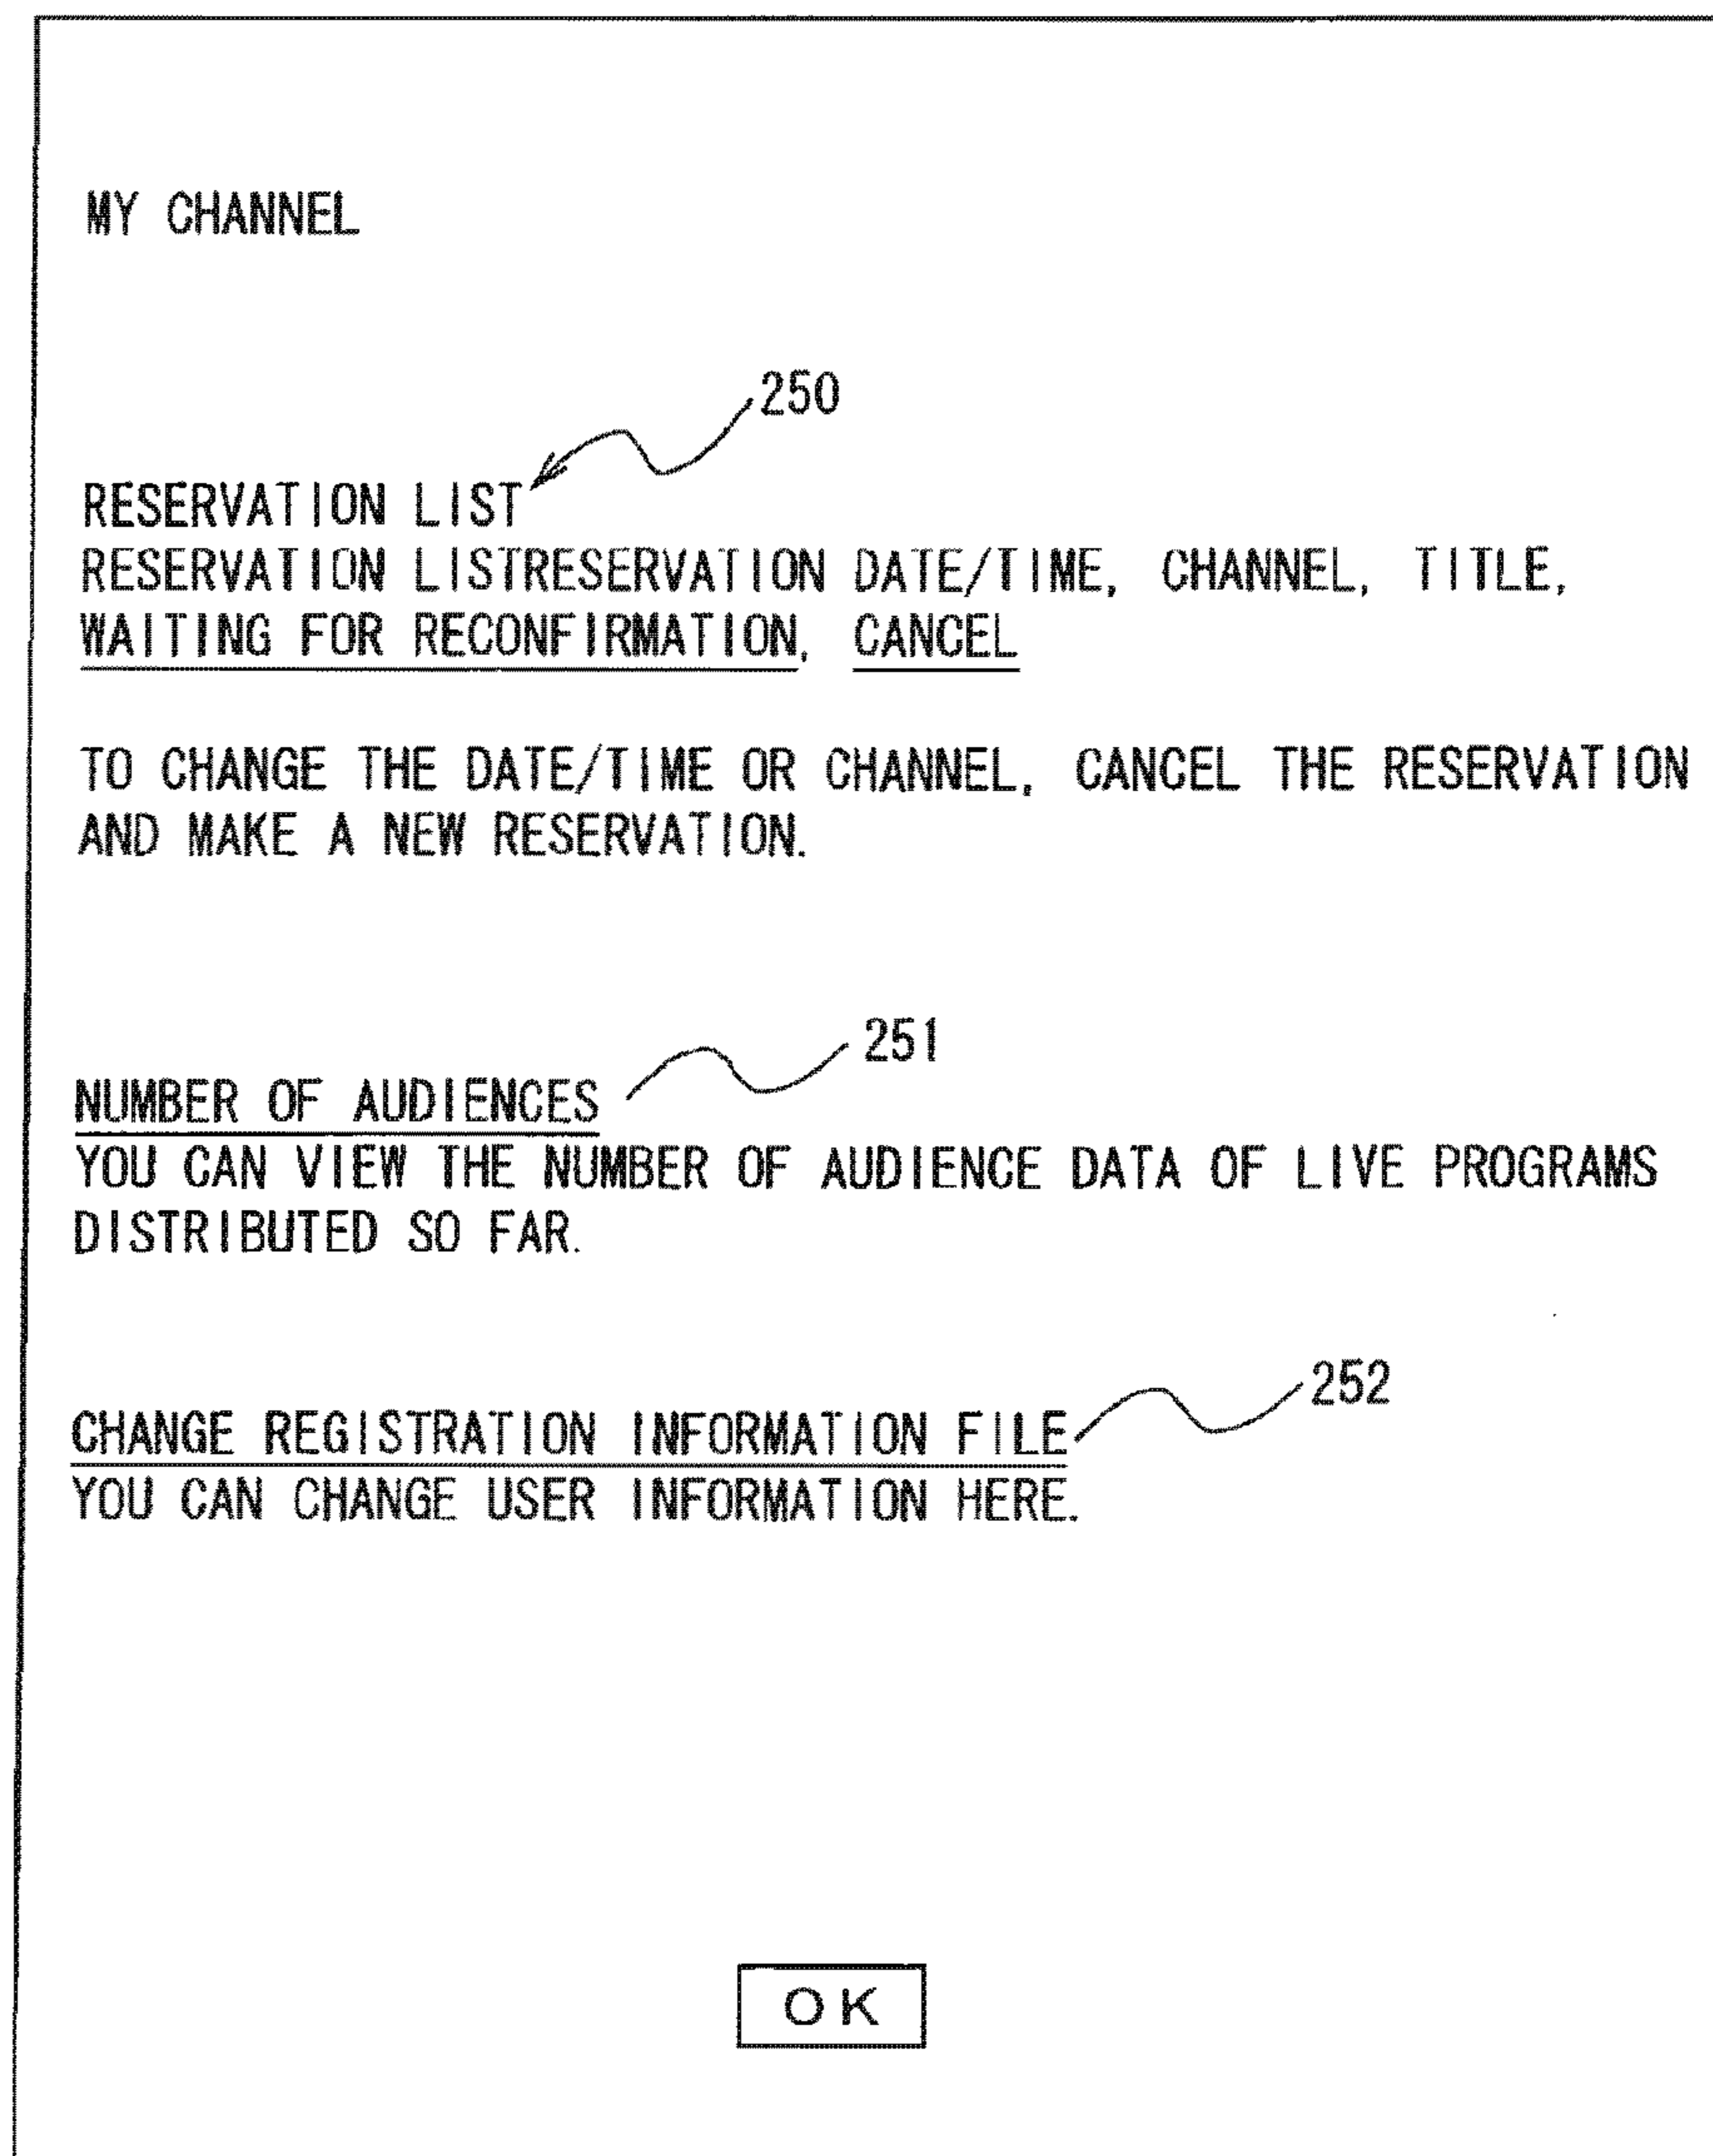 MY CHANNEL
250
RESERVATION LIST
RESERVATION LISTRESERVATION DATE/TIME, CHANNEL, TITLE,
WAITING FOR RECONFIRMATION, CANCEL
TO CHANGE THE DATE/TIME OR CHANNEL, CANCEL THE RESERVATION
AND MAKE A NEW RESERVATION.
251
NUMBER OF AUDIENCES
YOU CAN VIEW THE NUMBER OF AUDIENCE DATA OF LIVE PROGRAMS
DISTRIBUTED SO FAR.
252
CHANGE REGISTRATION INFORMATION FILE
YOU CAN CHANGE USER INFORMATION HERE.
OK